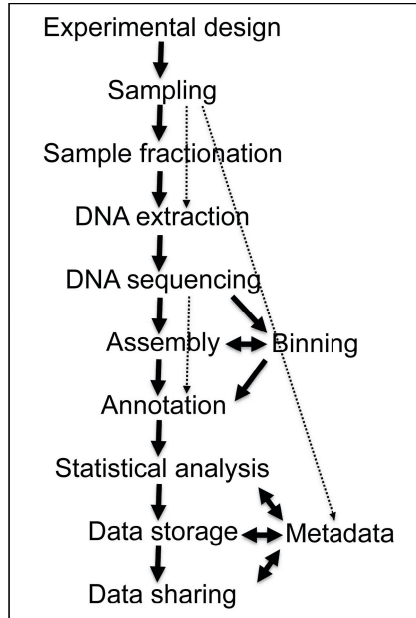 Experimental design
Sampling
Sample fractionation
DNA extraction
DNA sequencing
Assembly
Binning
Annotation
Statistical analysis
Data storage
Metadata
Data sharing